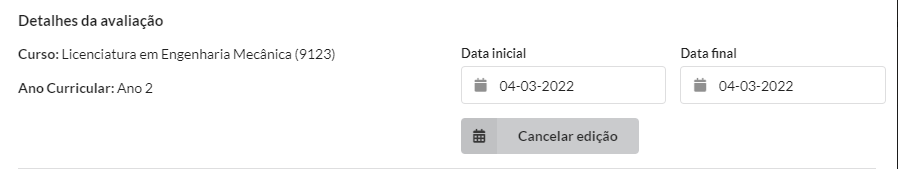 Detalhes da avaliação
Curso: Licenciatura em Engenharia Mecânica (9123)
Ano Curricular: Ano 2
Data inicial
04-03-2022
Data final
04-03-2022
Cancelar edição